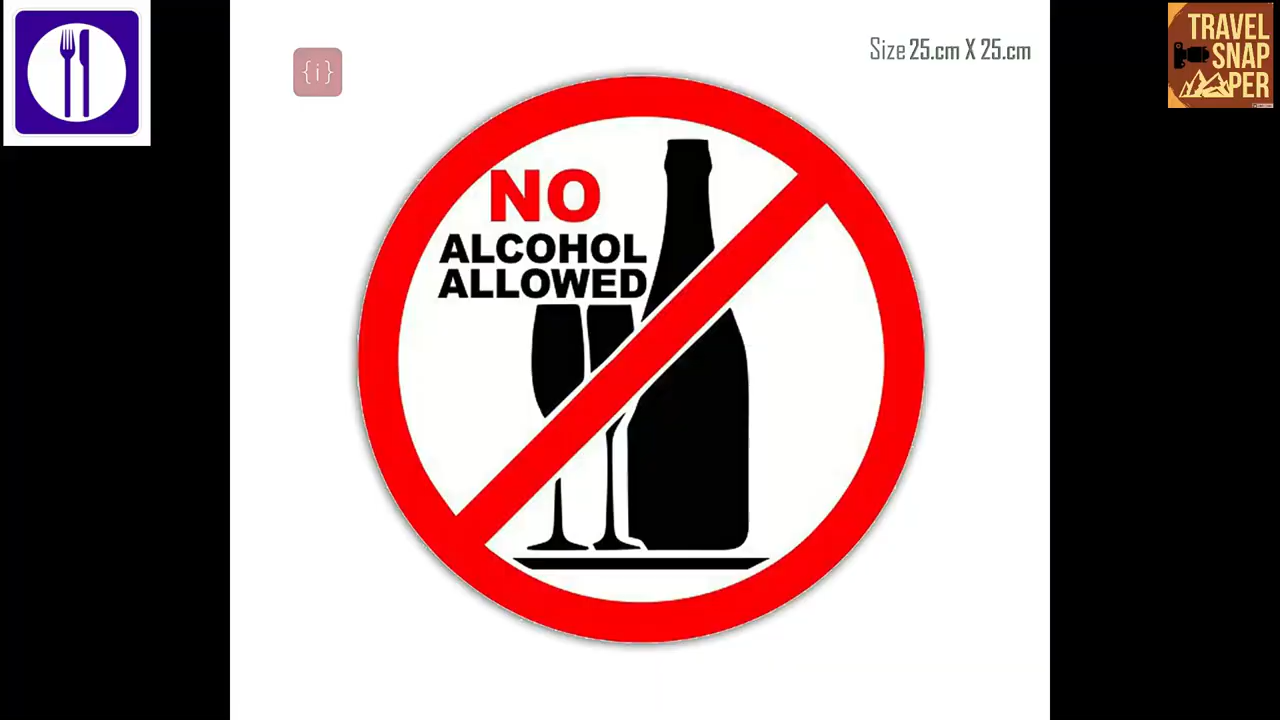 Size 25.cm X 25.cm
{i}
TRAVEL
SNAP
PER
NO
ALCOHOL
ALLOWED